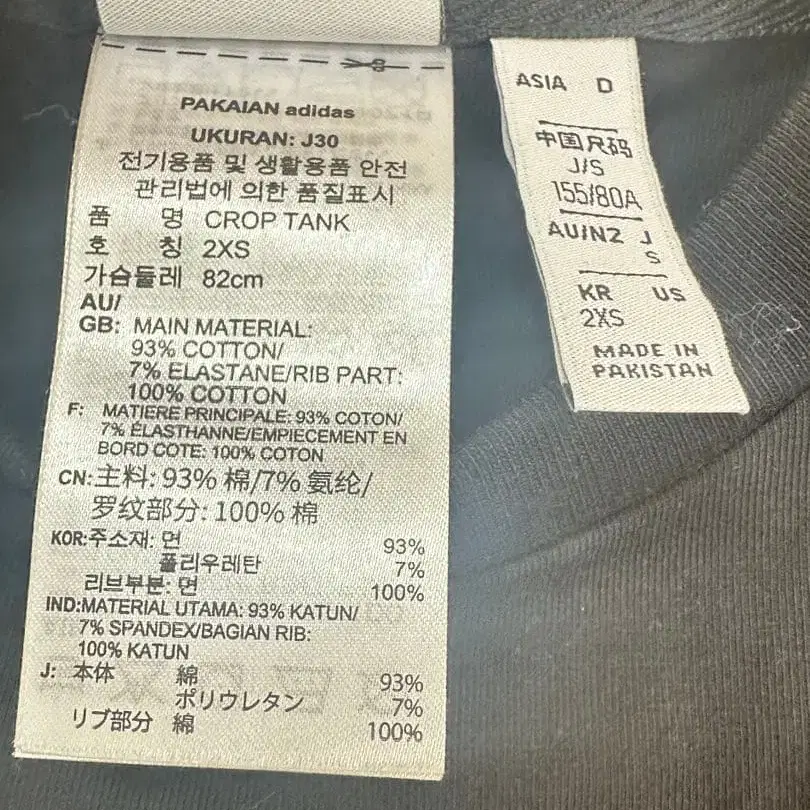 PAKAIAN adidas
UKURAN: J30
전기용품 및 생활용품 안전
관리법에 의한 품질표시
품 명 CROP TANK
호 칭 2XS
가슴둘레 82cm
AU/
GB: MAIN MATERIAL:
93% COTTON/
7% ELASTANE/RIB PART:
100% COTTON
F: MATIERE PRINCIPALE: 93% COTON/
7% ÉLASTHANNE/EMPIECEMENT EN
BORD COTE: 100% COTON
CN: 主料: 93% 棉/7% 氨纶/
罗纹部分: 100% 棉
KOR:주소재: 면 93%
폴리우레탄 7%
리브부분: 면 100%
IND:MATERIAL UTAMA: 93% KATUN/
7% SPANDEX/BAGIAN RIB:
100% KATUN
J: 本体 綿 93%
ポリウレタン 7%
リブ部分 綿 100%
ASIA D
中国尺码
J/S
155/80A
AU/NZ J
S
KR US
2XS
MADE IN
PAKISTAN